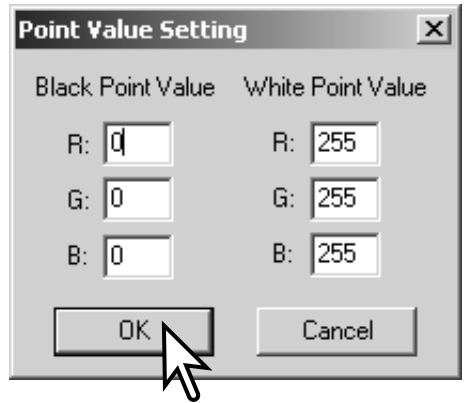 Point Value Setting
Black Point Value White Point Value
R: 0 R: 255
G: 0 G: 255
B: 0 B: 255
OK Cancel